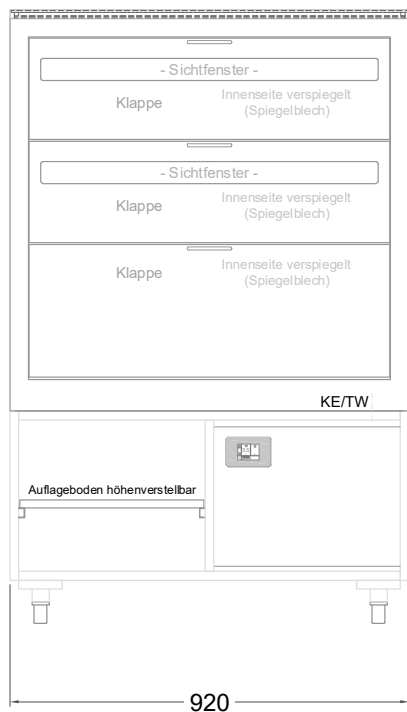 - Sichtfenster -
Klappe
Innenseite verspiegelt
(Spiegelblech)
- Sichtfenster -
Klappe
Innenseite verspiegelt
(Spiegelblech)
Klappe
Innenseite verspiegelt
(Spiegelblech)
KE/TW
Auflageboden höhenverstellbar
920